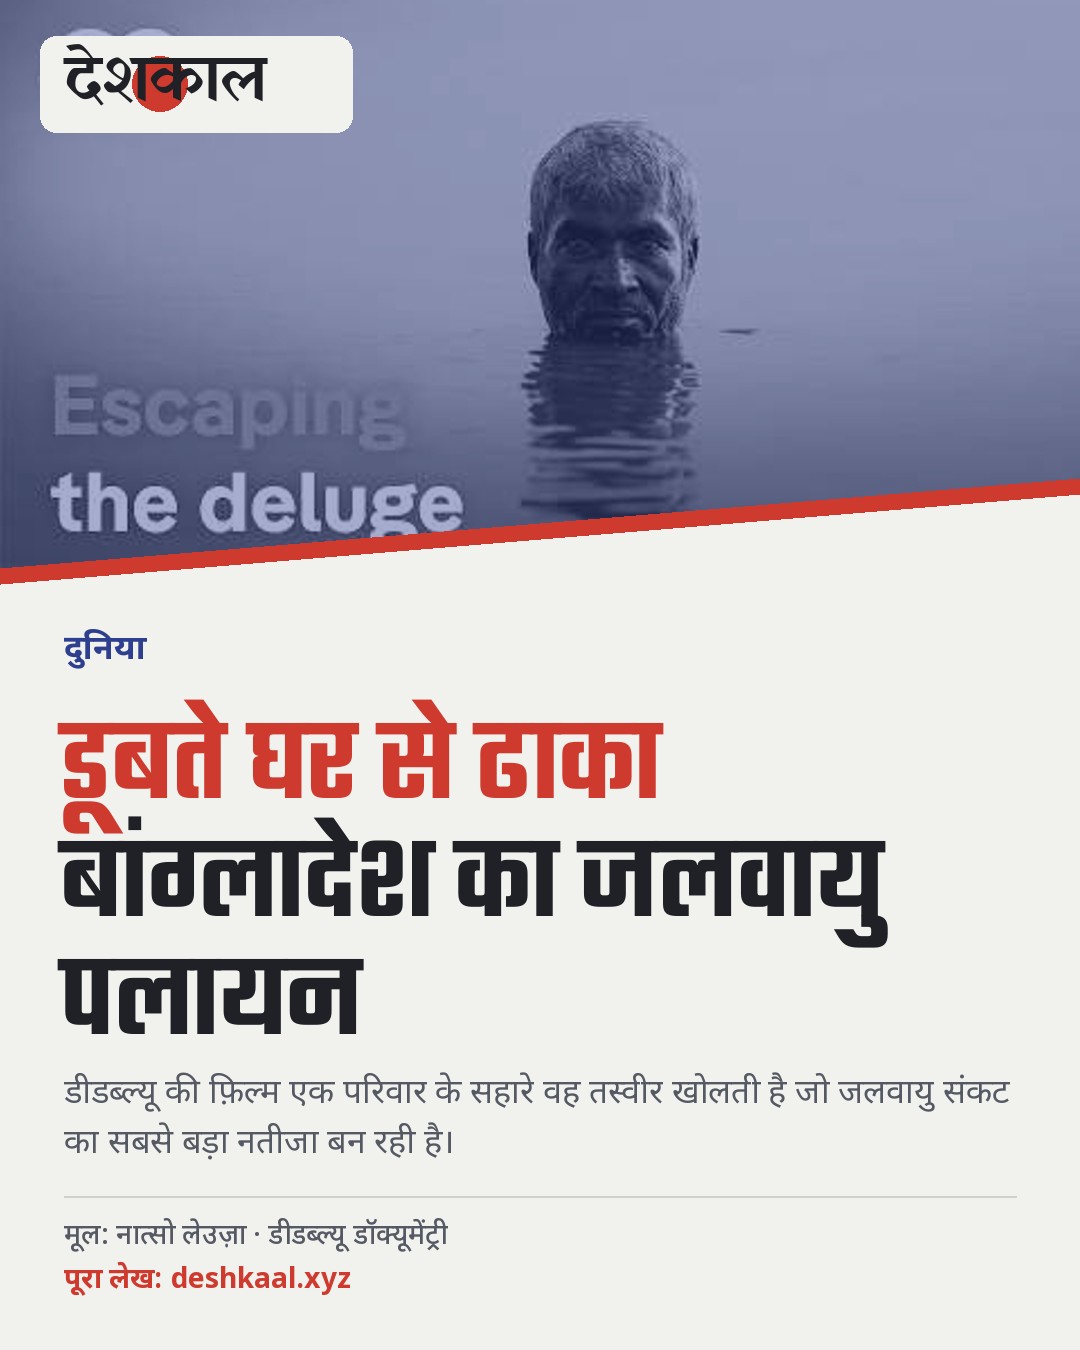 देशकाल
Escaping
the deluge
दुनिया
डूबते घर से ढाका
बांग्लादेश का जलवायु
पलायन
डीडब्ल्यू की फ़िल्म एक परिवार के सहारे वह तस्वीर खोलती है जो जलवायु संकट
का सबसे बड़ा नतीजा बन रही है।
मूल: नात्सो लेउज़ा · डीडब्ल्यू डॉक्यूमेंट्री
पूरा लेख: deshkaal.xyz